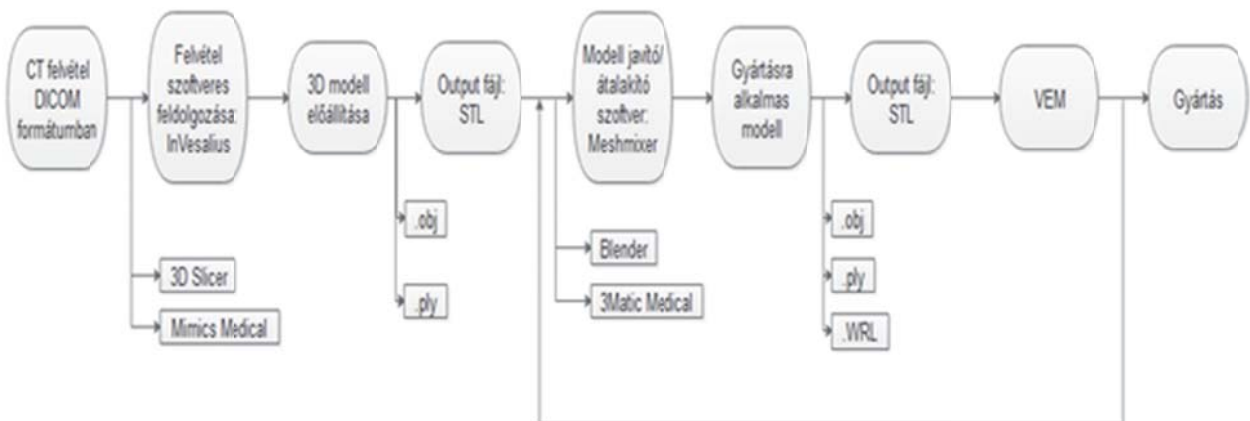 CT felvétel
DICOM
formátumban
Felvétel
szoftveres
feldolgozása:
InVesalius
3D modell
előállítása
Output fájl:
STL
Modell javító/
átalakító
szoftver:
Meshmixer
Gyártásra
alkalmas
modell
Output fájl:
STL
VEM
Gyártás
3D Slicer
Mimics Medical
.obj
.ply
Blender
3Matic Medical
.obj
.ply
.WRL